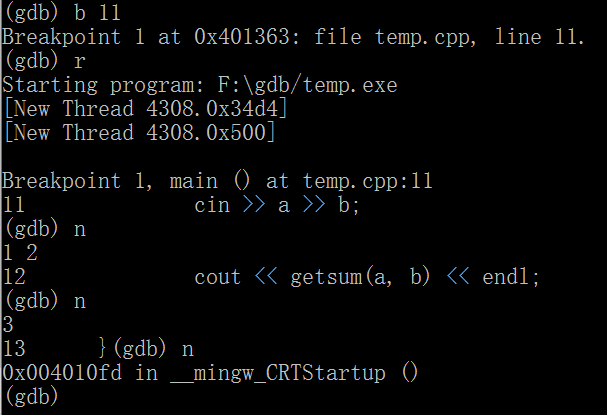 (gdb) b 11
Breakpoint 1 at 0x401363: file temp.cpp, line 11.
(gdb) r
Starting program: F:\gdb/temp.exe
[New Thread 4308.0x34d4]
[New Thread 4308.0x500]
Breakpoint 1, main () at temp.cpp:11
11              cin >> a >> b;
(gdb) n
1 2
12              cout << getsum(a, b) << endl;
(gdb) n
3
13      }(gdb) n
0x004010fd in __mingw_CRTStartup ()
(gdb)